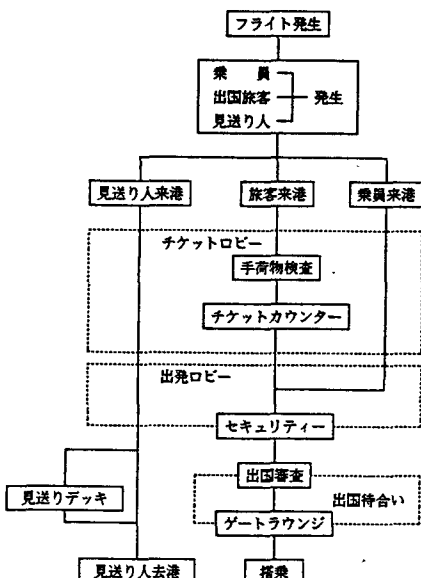 フライト発生
乗 員
出国旅客
発生
見送り人
見送り人来港
旅客来港
乗員来港
チケットロビー
手荷物検査
チケットカウンター
出発ロビー
セキュリティー
出国審査
見送りデッキ
出国待合い
ゲートラウンジ
見送り人去港
搭乗